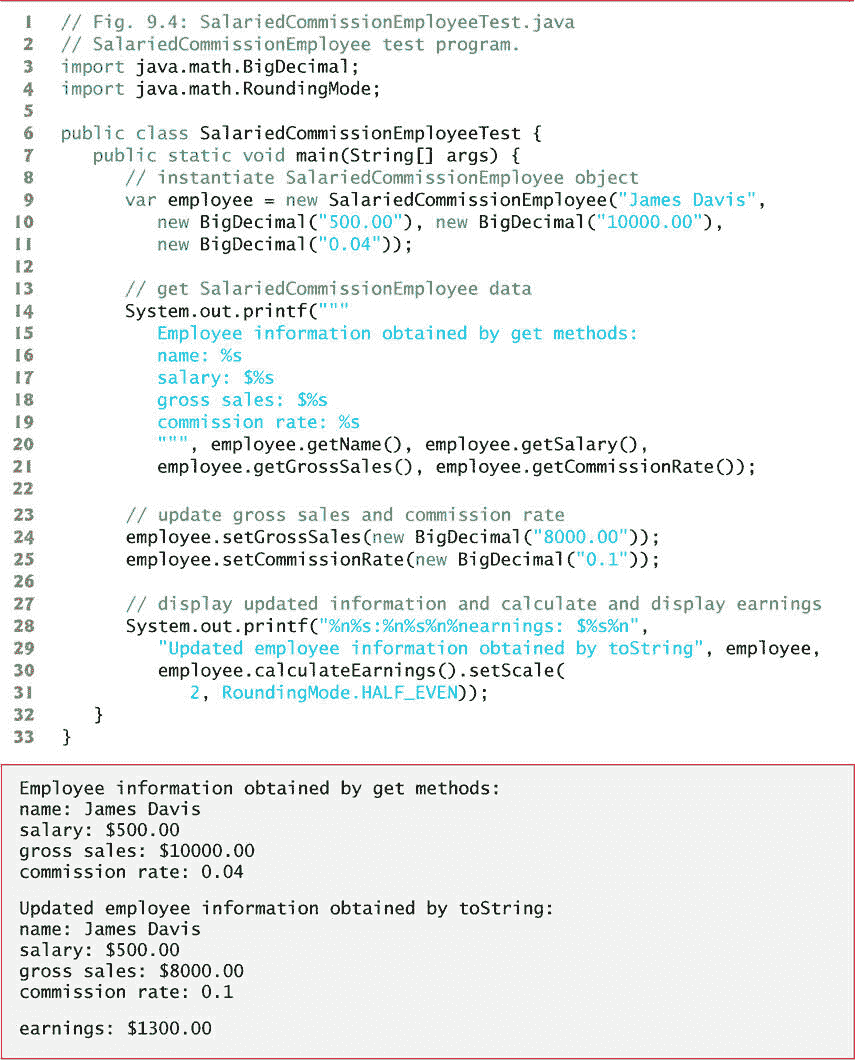 1 // Fig. 9.4: SalariedCommissionEmployeeTest.java
2 // SalariedCommissionEmployee test program.
3 import java.math.BigDecimal;
4 import java.math.RoundingMode;
5
6 public class SalariedCommissionEmployeeTest {
7    public static void main(String[] args) {
8       // instantiate SalariedCommissionEmployee object
9       var employee = new SalariedCommissionEmployee("James Davis",
10          new BigDecimal("500.00"), new BigDecimal("10000.00"),
11          new BigDecimal("0.04"));
12
13       // get SalariedCommissionEmployee data
14       System.out.printf("""
15          Employee information obtained by get methods:
16          name: %s
17          salary: $%s
18          gross sales: $%s
19          commission rate: %s
20          """, employee.getName(), employee.getSalary(),
21          employee.getGrossSales(), employee.getCommissionRate());
22
23       // update gross sales and commission rate
24       employee.setGrossSales(new BigDecimal("8000.00"));
25       employee.setCommissionRate(new BigDecimal("0.1"));
26
27       // display updated information and calculate and display earnings
28       System.out.printf("%n%s:%n%s%n%nearnings: $%s%n",
29          "Updated employee information obtained by toString", employee,
30          employee.calculateEarnings().setScale(
31             2, RoundingMode.HALF_EVEN));
32    }
33 }
Employee information obtained by get methods:
name: James Davis
salary: $500.00
gross sales: $10000.00
commission rate: 0.04
Updated employee information obtained by toString:
name: James Davis
salary: $500.00
gross sales: $8000.00
commission rate: 0.1
earnings: $1300.00